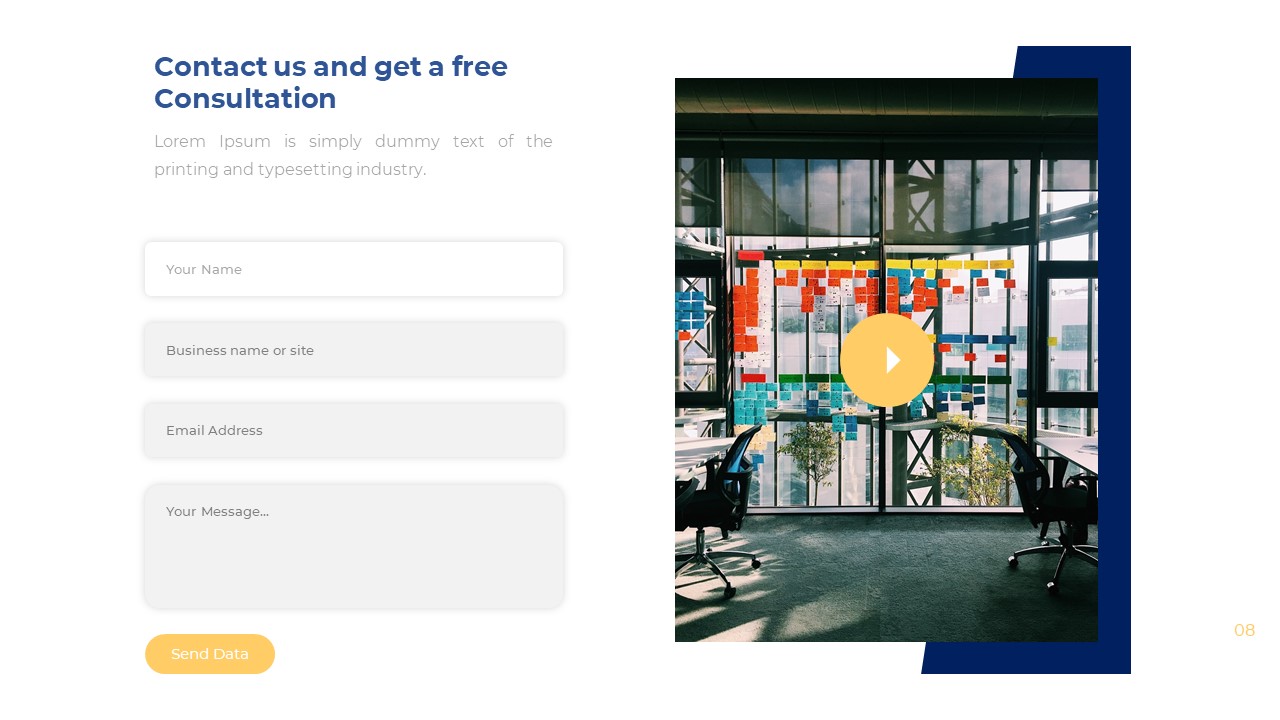 Contact us and get a free
Consultation
Lorem Ipsum is simply dummy text of the
printing and typesetting industry.
Your Name
Business name or site
Email Address
Your Message...
Send Data
08